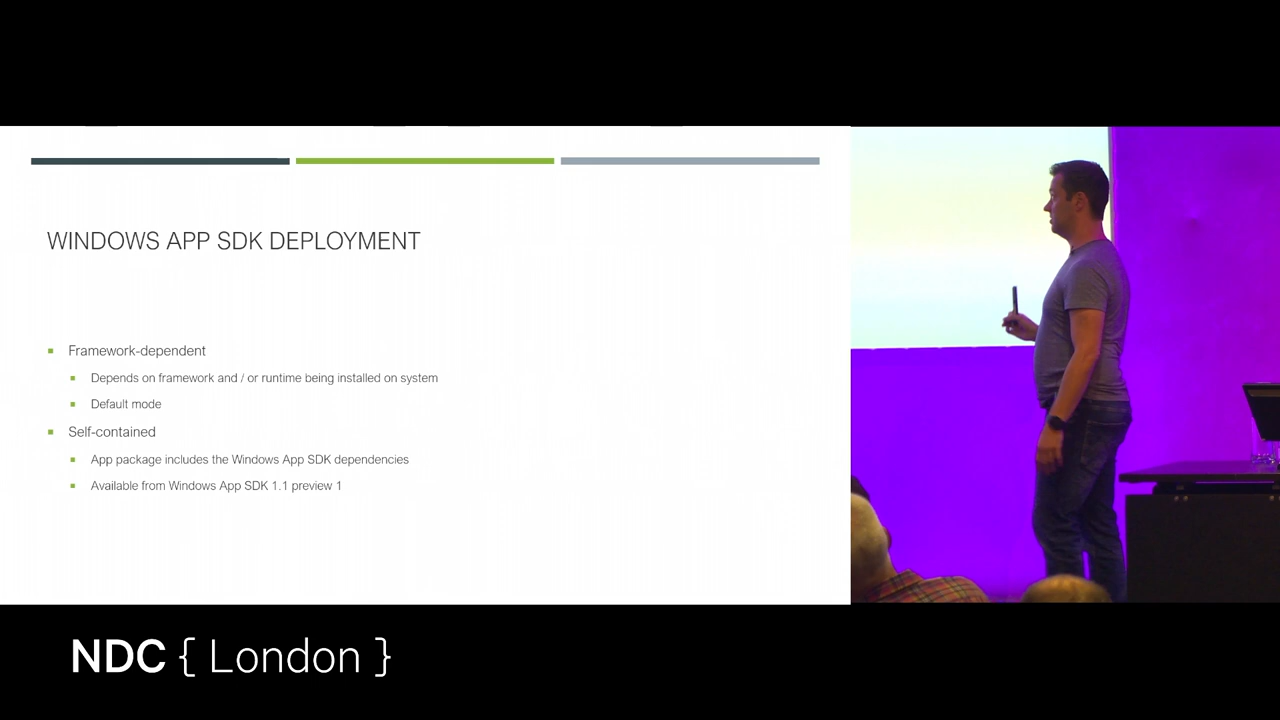 WINDOWS APP SDK DEPLOYMENT
Framework-dependent
Depends on framework and / or runtime being installed on system
Default mode
Self-contained
App package includes the Windows App SDK dependencies
Available from Windows App SDK 1.1 preview 1
NDC { London }